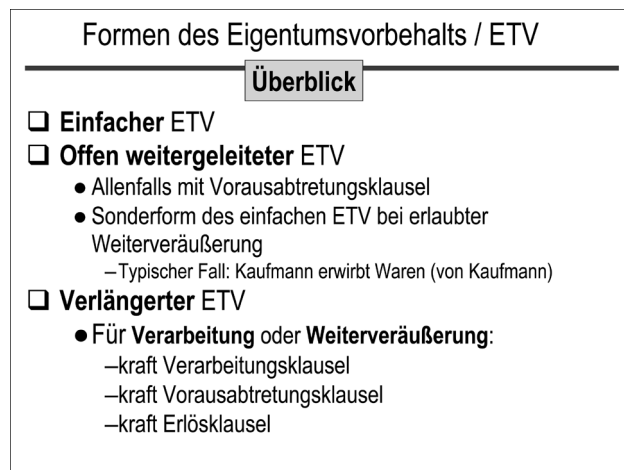 Formen des Eigentumsvorbehalts / ETV
Überblick
❑ Einfacher ETV
❑ Offen weitergeleiteter ETV
● Allenfalls mit Vorausabtretungsklausel
● Sonderform des einfachen ETV bei erlaubter
Weiterveräußerung
–Typischer Fall: Kaufmann erwirbt Waren (von Kaufmann)
❑ Verlängerter ETV
● Für Verarbeitung oder Weiterveräußerung:
–kraft Verarbeitungsklausel
–kraft Vorausabtretungsklausel
–kraft Erlösklausel